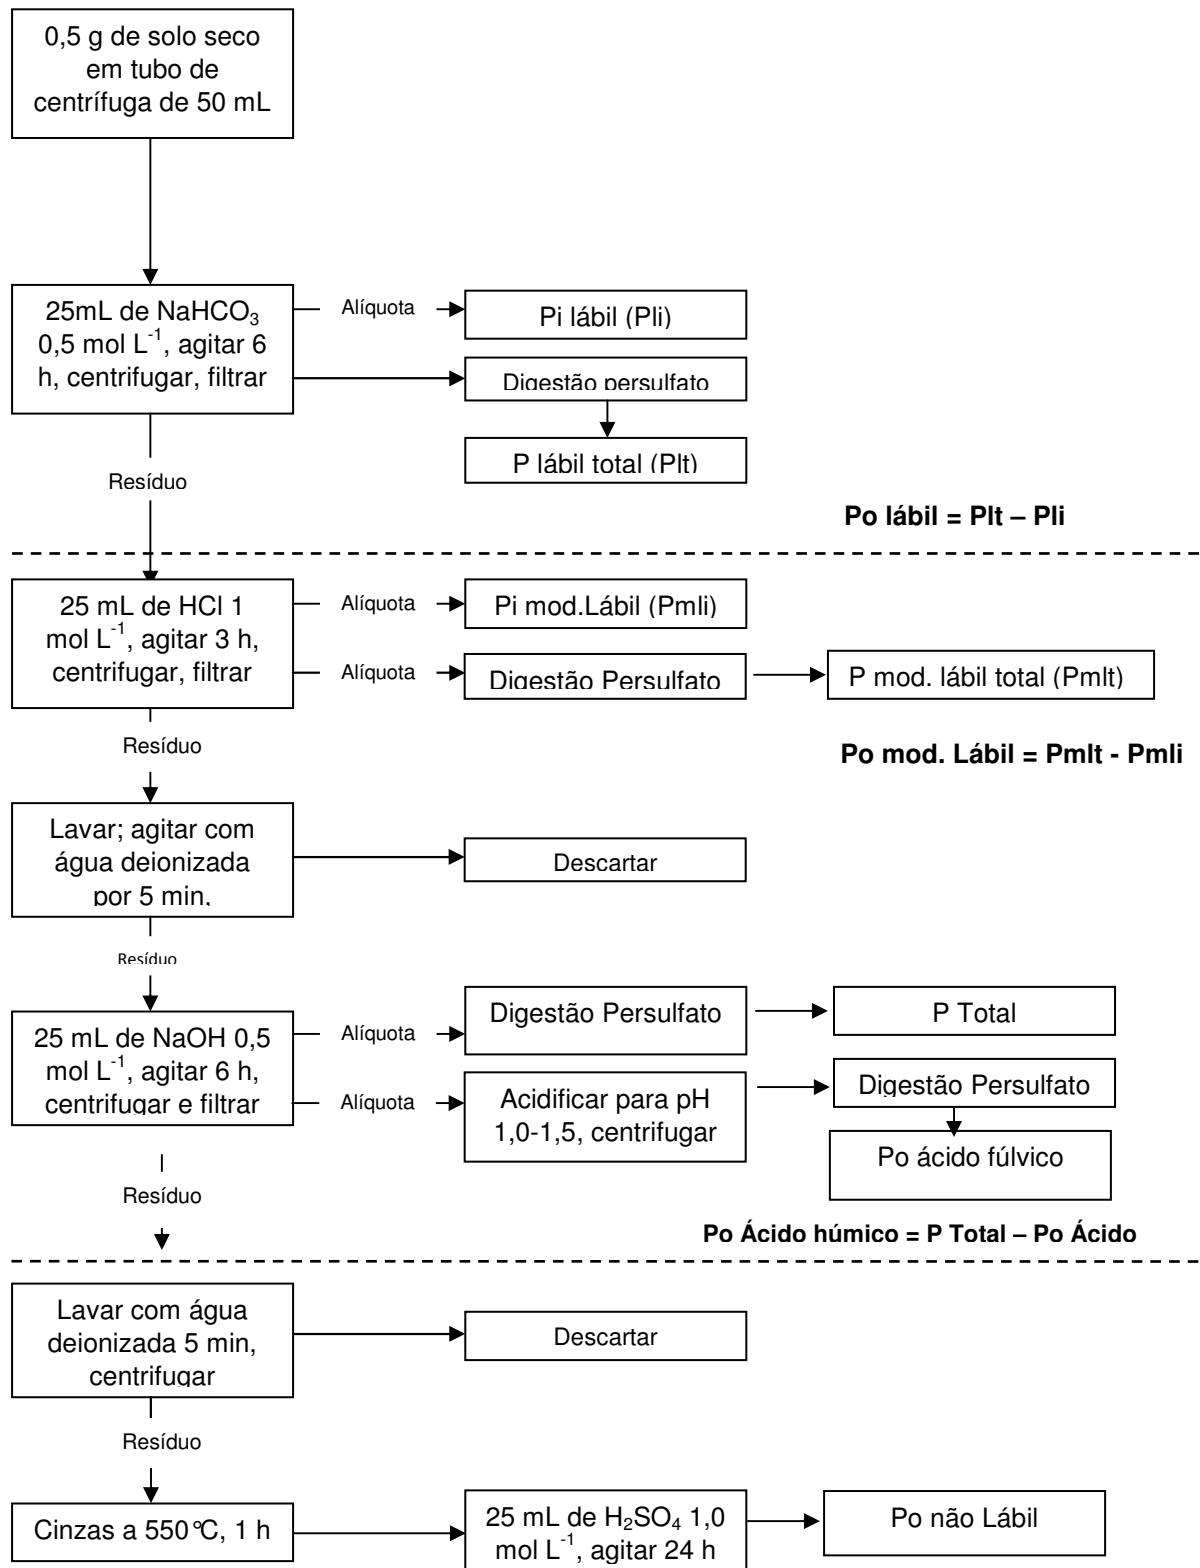 0,5 g de solo seco
em tubo de
centrífuga de 50 mL
25mL de NaHCO₃
0,5 mol L⁻¹, agitar 6
h, centrifugar, filtrar
Alíquota
Pi lábil (Pli)
Digestão persulfato
P lábil total (Plt)
Resíduo
Po lábil = Plt – Pli
25 mL de HCl 1
mol L⁻¹, agitar 3 h,
centrifugar, filtrar
Alíquota
Pi mod.Lábil (Pmli)
Alíquota
Digestão Persulfato
P mod. lábil total (Pmlt)
Resíduo
Po mod. Lábil = Pmlt - Pmli
Lavar; agitar com
água deionizada
por 5 min.
Descartar
Resíduo
25 mL de NaOH 0,5
mol L⁻¹, agitar 6 h,
centrifugar e filtrar
Alíquota
Digestão Persulfato
P Total
Alíquota
Acidificar para pH
1,0-1,5, centrifugar
Digestão Persulfato
Po ácido fúlvico
Resíduo
Po Ácido húmico = P Total – Po Ácido
Lavar com água
deionizada 5 min,
centrifugar
Descartar
Resíduo
Cinzas a 550°C, 1 h
25 mL de H₂SO₄ 1,0
mol L⁻¹, agitar 24 h
Po não Lábil